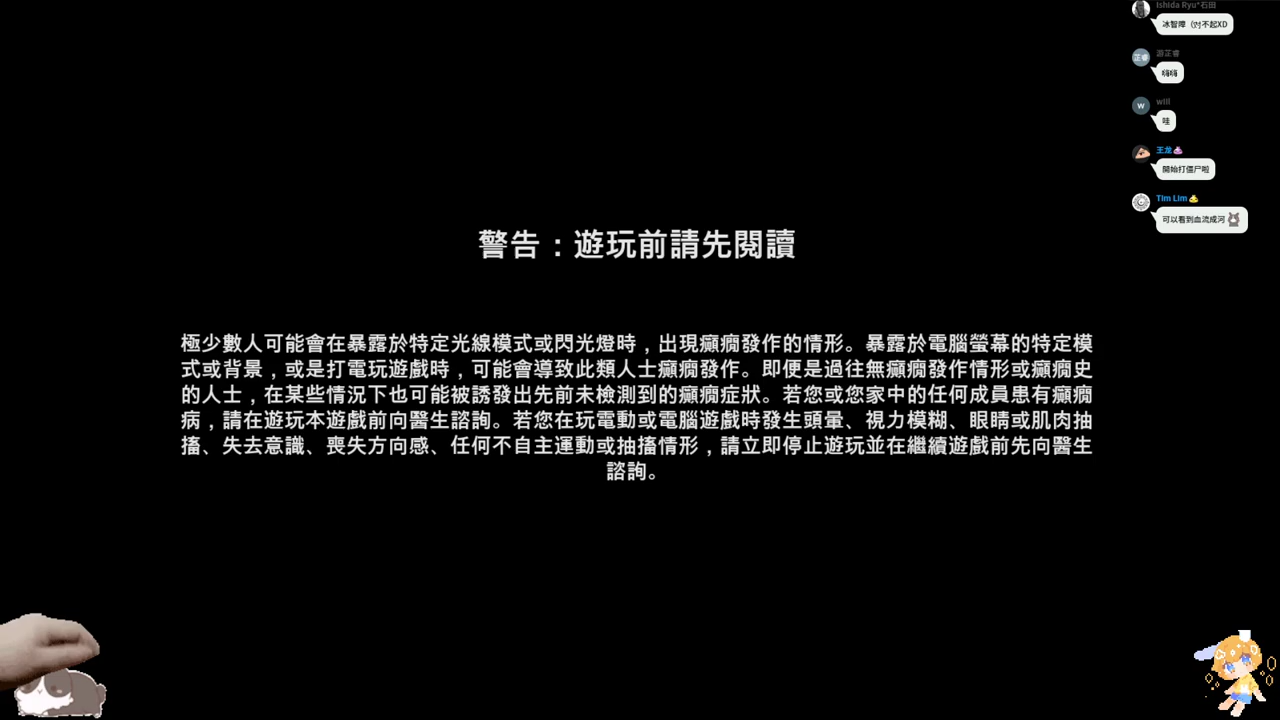 Ishida Ryu*石田
冰智障（对不起XD
游芷睿
芷睿
嗨嗨
will
W
哇
王龙
開始打僵尸啦
Tim Lim
可以看到血流成河
警告：遊玩前請先閱讀
極少數人可能會在暴露於特定光線模式或閃光燈時，出現癲癇發作的情形。暴露於電腦螢幕的特定模
式或背景，或是打電玩遊戲時，可能會導致此類人士癲癇發作。即便是過往無癲癇發作情形或癲癇史
的人士，在某些情況下也可能被誘發出先前未檢測到的癲癇症狀。若您或您家中的任何成員患有癲癇
病，請在遊玩本遊戲前向醫生諮詢。若您在玩電動或電腦遊戲時發生頭暈、視力模糊、眼睛或肌肉抽
搐、失去意識、喪失方向感、任何不自主運動或抽搐情形，請立即停止遊玩並在繼續遊戲前先向醫生
諮詢。